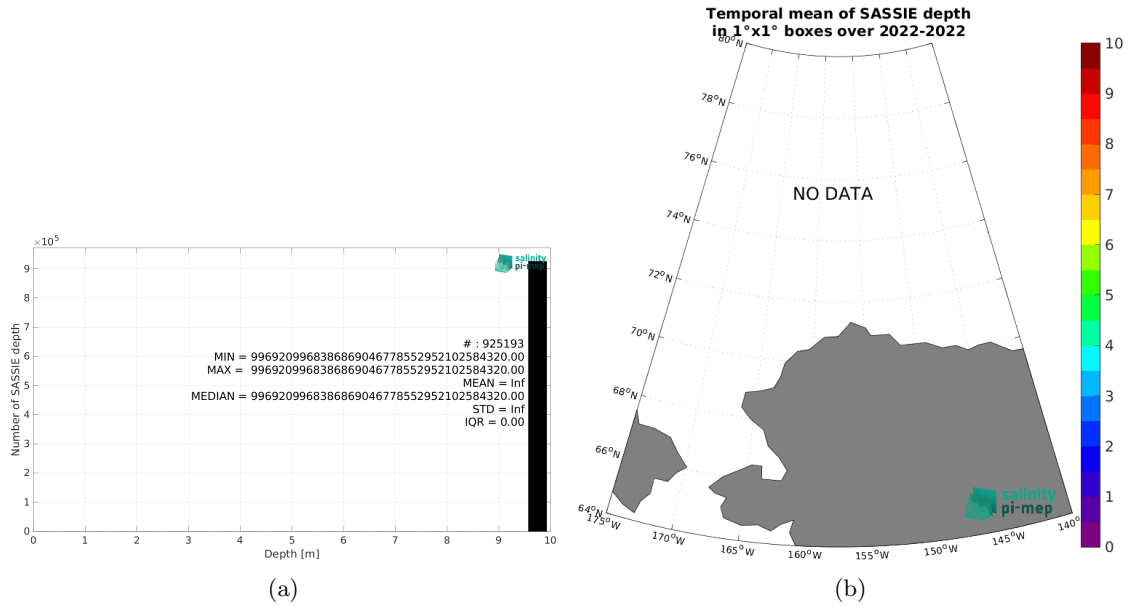 ×10⁵
9
8
7
6
5
4
3
2
1
0
Number of SASSIE depth
salinity
pi-mep
# : 925193
MIN = 9969209968386869046778552952102584320.00
MAX = 9969209968386869046778552952102584320.00
MEAN = Inf
MEDIAN = 9969209968386869046778552952102584320.00
STD = Inf
IQR = 0.00
0 1 2 3 4 5 6 7 8 9 10
Depth [m]
(a)
Temporal mean of SASSIE depth
in 1°x1° boxes over 2022-2022
80°N
78°N
76°N
74°N
72°N
70°N
68°N
66°N
64°N
NO DATA
salinity
pi-mep
175°W
170°W
165°W
160°W
155°W
150°W
145°W
140°
10
9
8
7
6
5
4
3
2
1
0
(b)